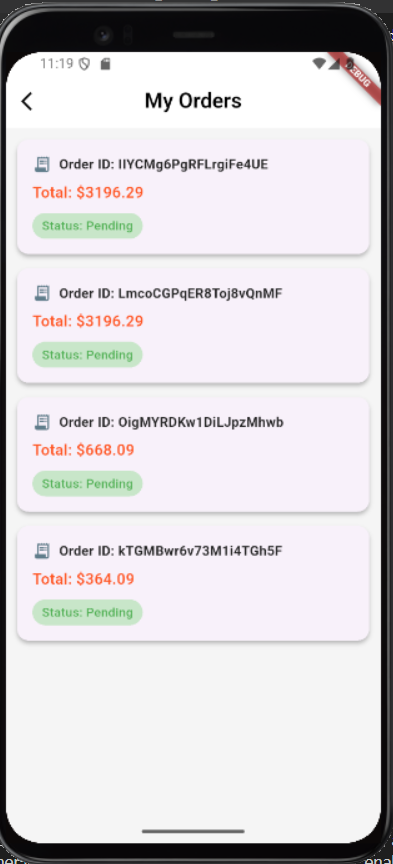 11:19
DEBUG
My Orders
Order ID: IIYCMg6PgRFLrgiFe4UE
Total: $3196.29
Status: Pending
Order ID: LmcoCGPqER8Toj8vQnMF
Total: $3196.29
Status: Pending
Order ID: OigMYRDKw1DiLJpzMhwb
Total: $668.09
Status: Pending
Order ID: kTGMBwr6v73M1i4TGh5F
Total: $364.09
Status: Pending